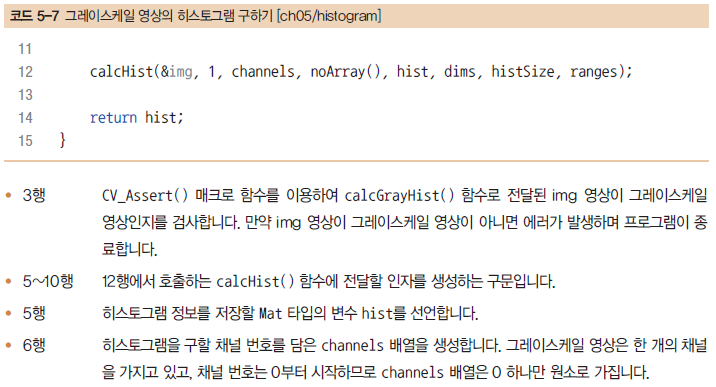 코드 5-7 그레이스케일 영상의 히스토그램 구하기 [ch05/histogram]
11
12 calcHist(&img, 1, channels, noArray(), hist, dims, histSize, ranges);
13
14 return hist;
15 }
• 3행 CV_Assert() 매크로 함수를 이용하여 calcGrayHist() 함수로 전달된 img 영상이 그레이스케일
영상인지를 검사합니다. 만약 img 영상이 그레이스케일 영상이 아니면 에러가 발생하며 프로그램이 종
료합니다.
• 5~10행 12행에서 호출하는 calcHist() 함수에 전달할 인자를 생성하는 구문입니다.
• 5행 히스토그램 정보를 저장할 Mat 타입의 변수 hist를 선언합니다.
• 6행 히스토그램을 구할 채널 번호를 담은 channels 배열을 생성합니다. 그레이스케일 영상은 한 개의 채널
을 가지고 있고, 채널 번호는 0부터 시작하므로 channels 배열은 0 하나만 원소로 가집니다.